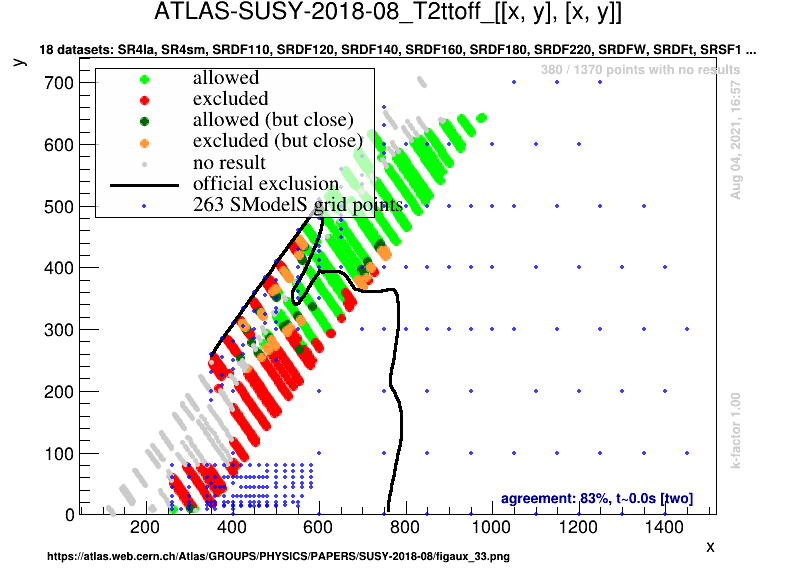 ATLAS-SUSY-2018-08_T2ttoff_[[x, y], [x, y]]
18 datasets: SR4la, SR4sm, SRDF110, SRDF120, SRDF140, SRDF160, SRDF180, SRDF220, SRDFW, SRDFt, SRSF1 ...
y
380 / 1370 points with no results
allowed
excluded
allowed (but close)
excluded (but close)
no result
official exclusion
263 SModelS grid points
Aug 04, 2021, 16:57
k-factor 1.00
700
600
500
400
300
200
100
0
agreement: 83%, t~0.0s [two]
200 400 600 800 1000 1200 1400
x
https://atlas.web.cern.ch/Atlas/GROUPS/PHYSICS/PAPERS/SUSY-2018-08/figaux_33.png